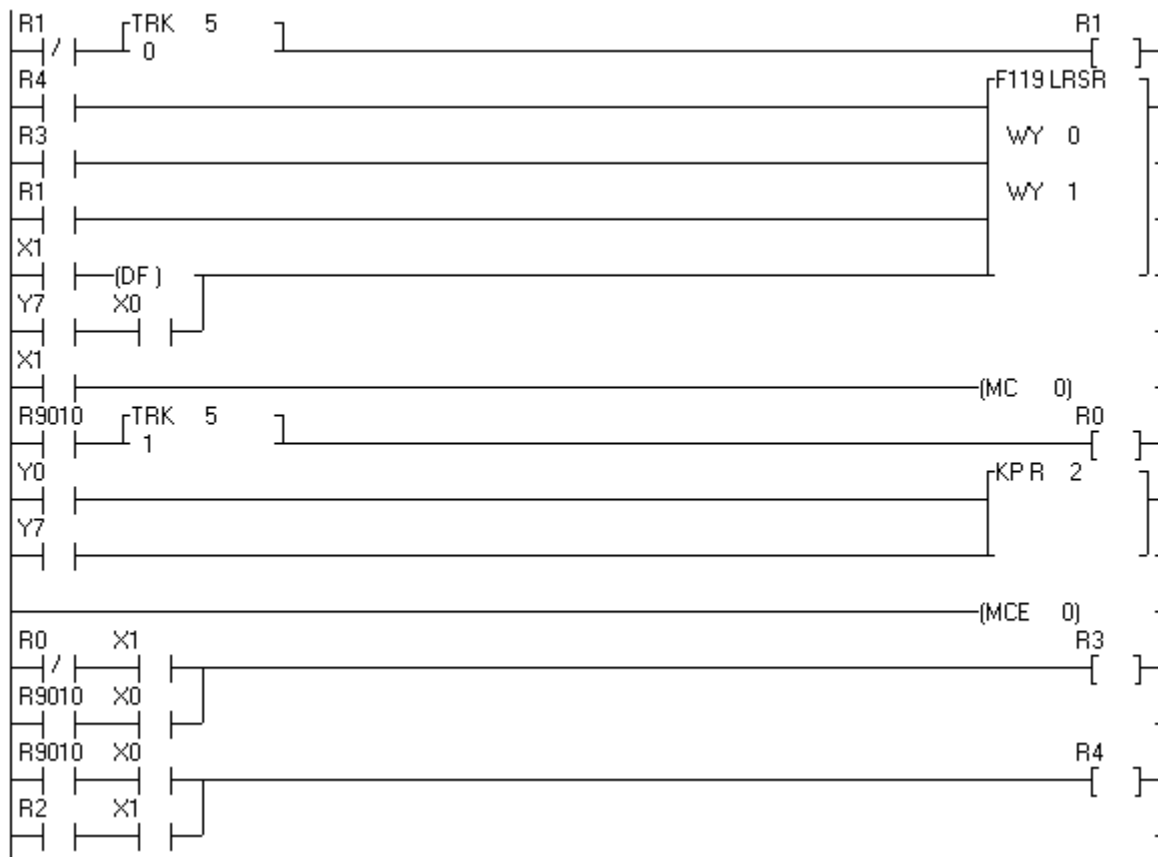 R1 TRK 5 R1
0
R4 F119 LRSR
R3 WY 0
R1 WY 1
X1
(DF )
Y7 X0
X1
(MC 0)
R9010 TRK 5 R0
1
Y0 KP R 2
Y7
(MCE 0)
R0 X1 R3
R9010 X0
R9010 X0 R4
R2 X1